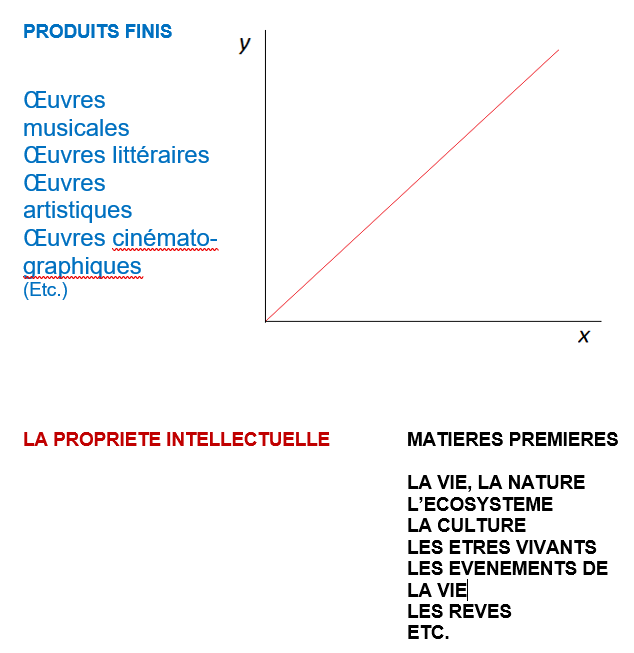 PRODUITS FINIS
y
Œuvres
musicales
Œuvres littéraires
Œuvres
artistiques
Œuvres cinémato-
graphiques
(Etc.)
x
LA PROPRIETE INTELLECTUELLE
MATIERES PREMIERES
LA VIE, LA NATURE
L’ECOSYSTEME
LA CULTURE
LES ETRES VIVANTS
LES EVENEMENTS DE
LA VIE
LES REVES
ETC.